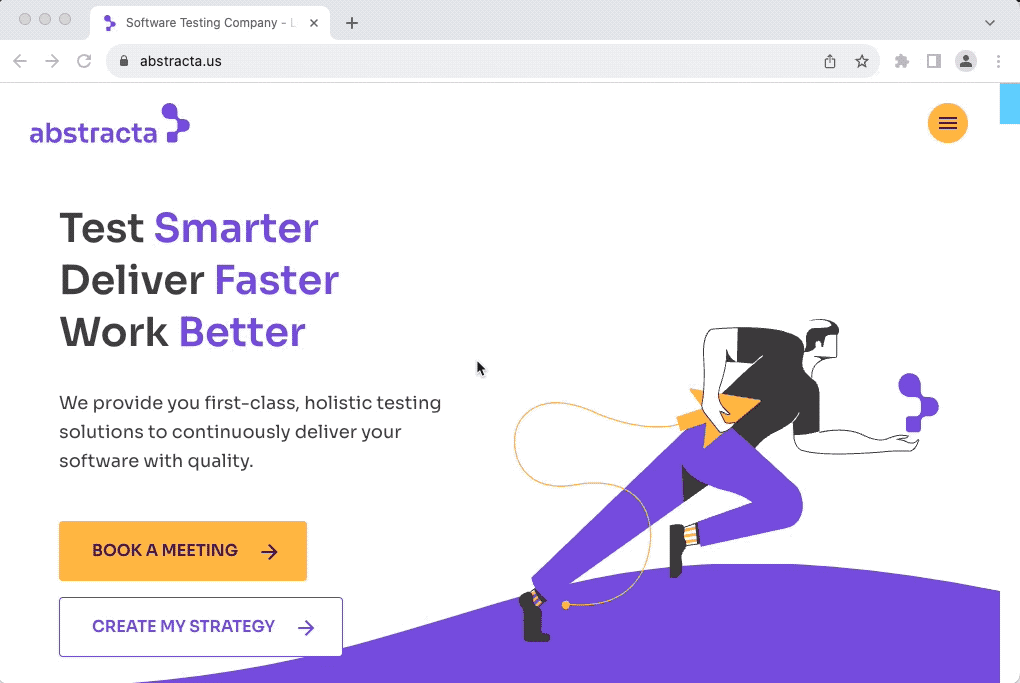 Software Testing Company - L
abstracta.us
abstracta
Test Smarter
Deliver Faster
Work Better
We provide you first-class, holistic testing
solutions to continuously deliver your
software with quality.
BOOK A MEETING
CREATE MY STRATEGY